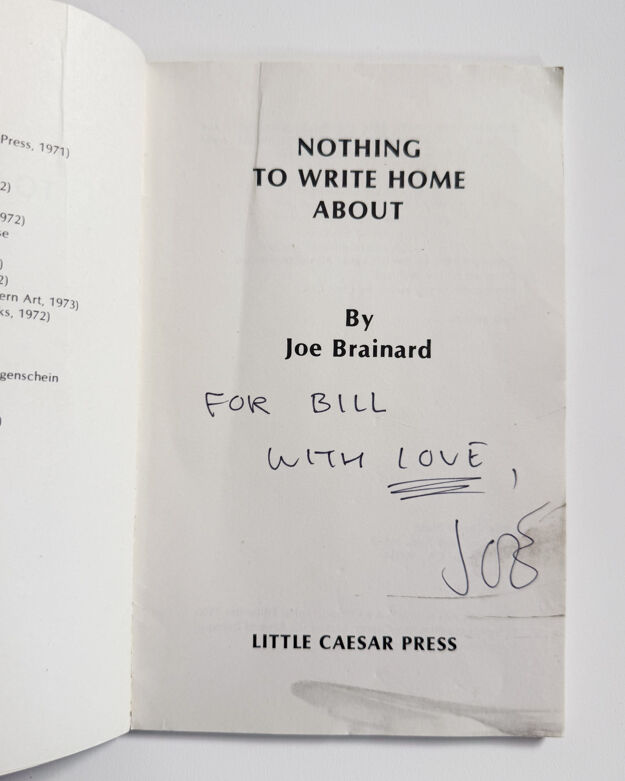 Press, 1971)
2)
972)
se
)
2)
ern Art, 1973)
ks, 1972)
genschein
)
NOTHING
TO WRITE HOME
ABOUT
By
Joe Brainard
FOR BILL
WITH LOVE,
JOE
LITTLE CAESAR PRESS